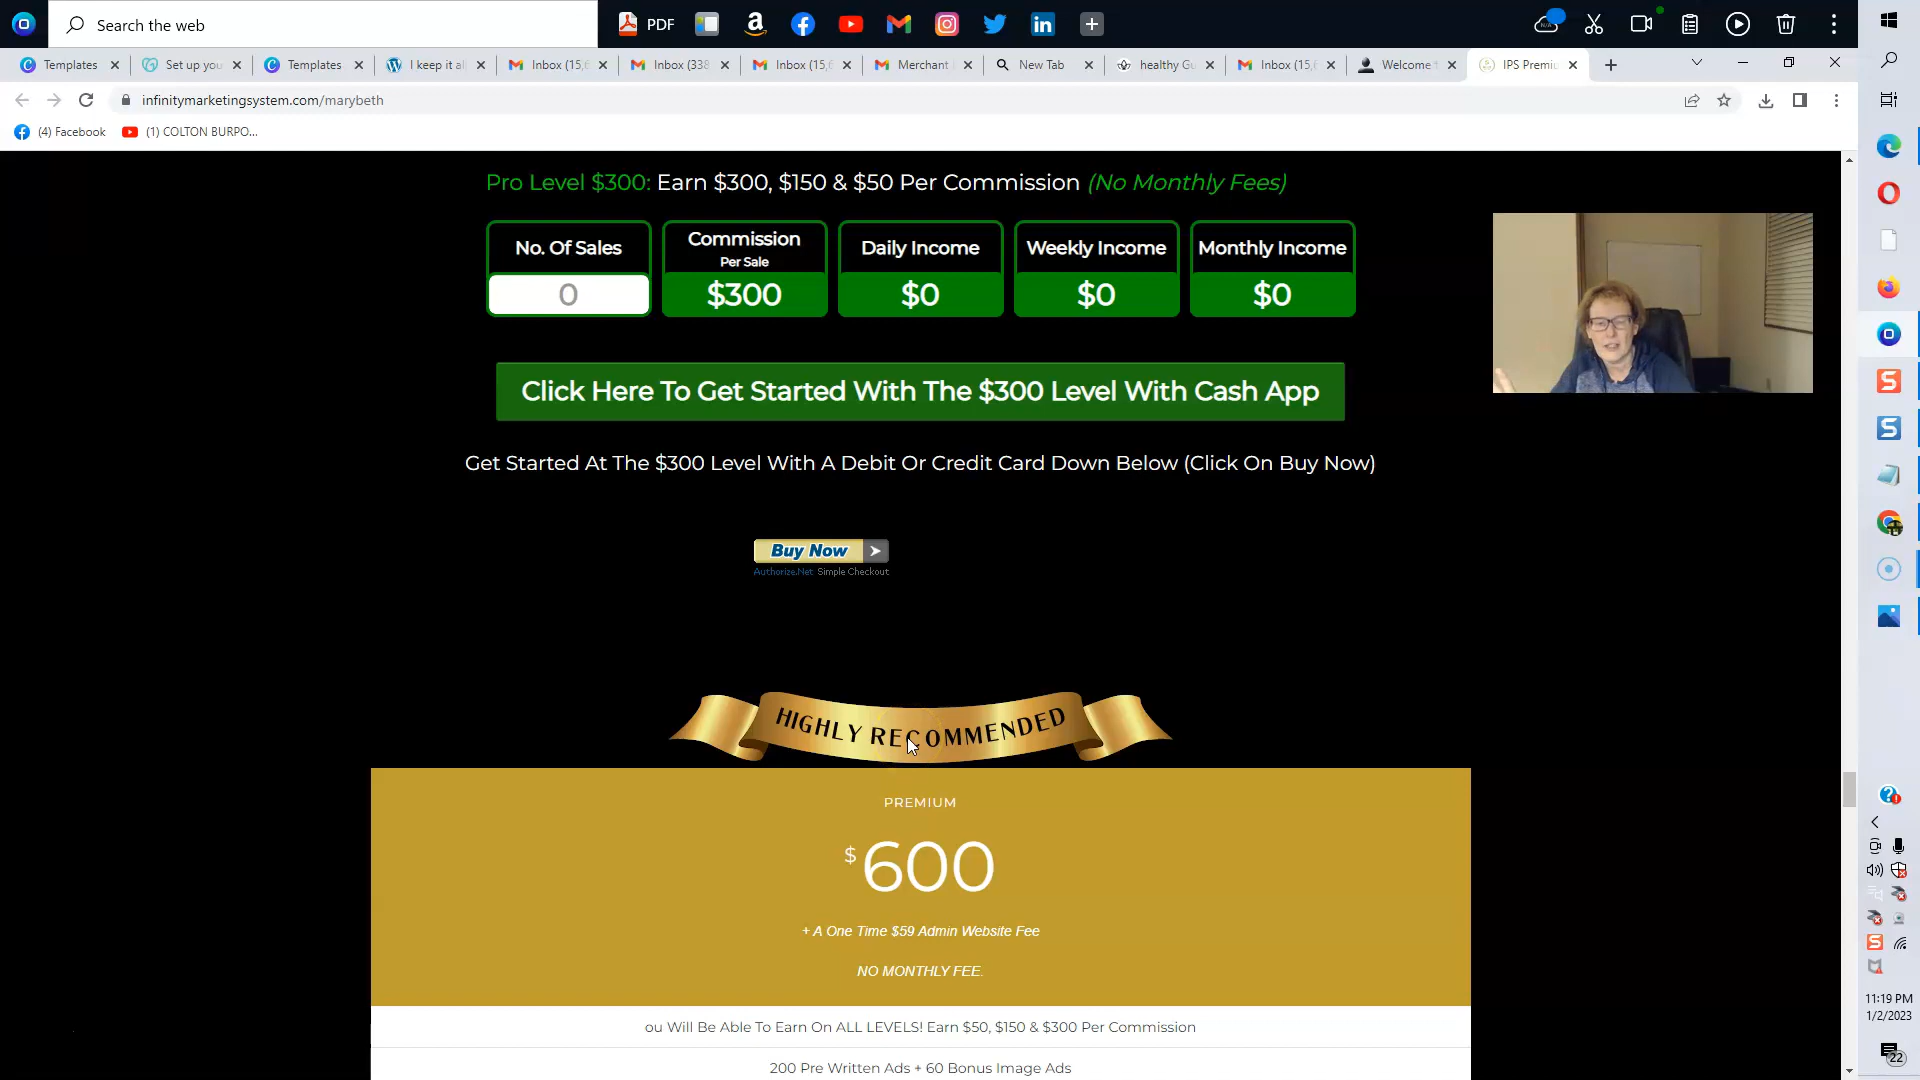 Search the web
PDF
Templates
Set up you
Templates
I keep it al
Inbox (15,6
Inbox (338
Inbox (15,6
Merchant
New Tab
healthy Gu
Inbox (15,
Welcome t
IPS Premiu
infinitymarketingsystem.com/marybeth
(4) Facebook
(1) COLTON BURPO...
Pro Level $300: Earn $300, $150 & $50 Per Commission (No Monthly Fees)
No. Of Sales
0
Commission
Per Sale
$300
Daily Income
$0
Weekly Income
$0
Monthly Income
$0
Click Here To Get Started With The $300 Level With Cash App
Get Started At The $300 Level With A Debit Or Credit Card Down Below (Click On Buy Now)
Buy Now
Authorize.Net Simple Checkout
HIGHLY RECOMMENDED
PREMIUM
$600
+ A One Time $59 Admin Website Fee
NO MONTHLY FEE.
ou Will Be Able To Earn On ALL LEVELS! Earn $50, $150 & $300 Per Commission
200 Pre Written Ads + 60 Bonus Image Ads
11:19 PM
1/2/2023
22